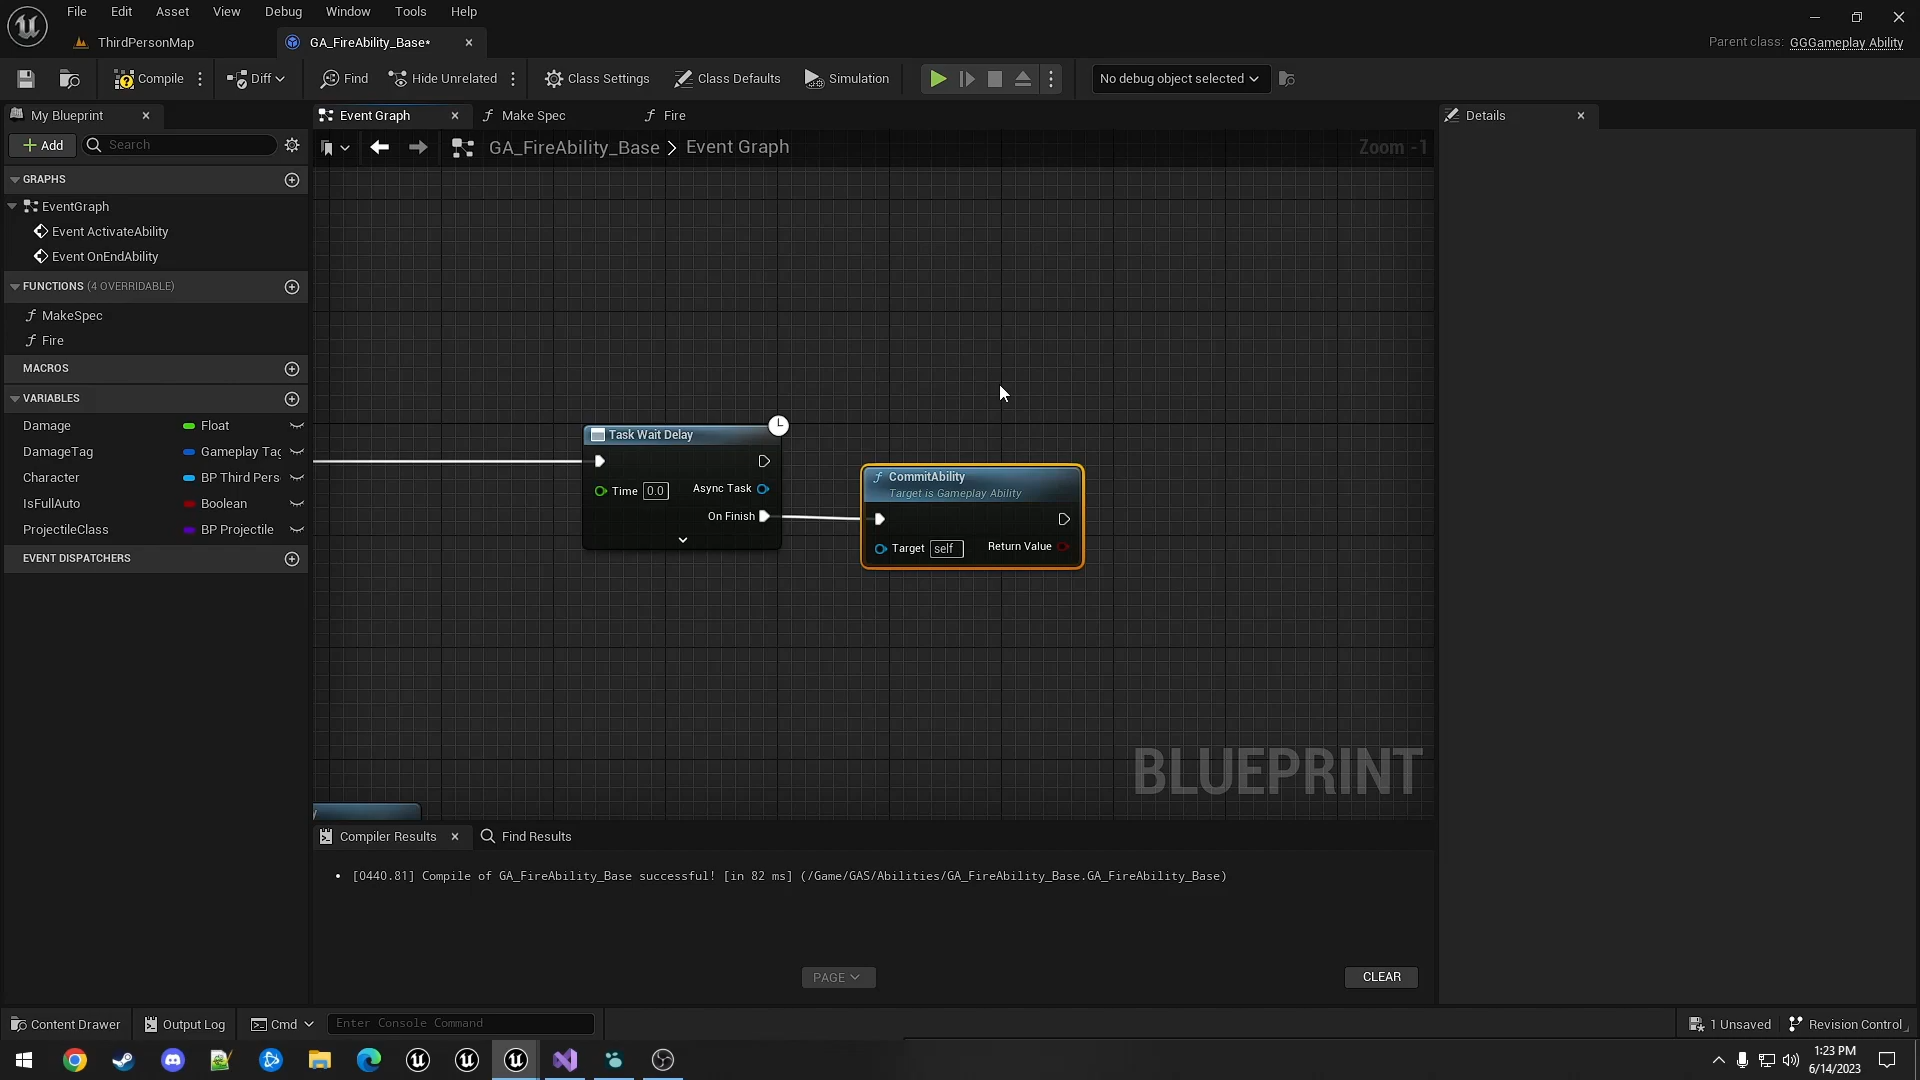 File Edit Asset View Debug Window Tools Help
ThirdPersonMap
GA_FireAbility_Base*
Parent class: GGGameplay Ability
Compile
Diff
Find
Hide Unrelated
Class Settings
Class Defaults
Simulation
No debug object selected
My Blueprint
Event Graph
Make Spec
Fire
Details
Add
Search
GA_FireAbility_Base > Event Graph
Zoom -1
GRAPHS
EventGraph
Event ActivateAbility
Event OnEndAbility
FUNCTIONS (4 OVERRIDABLE)
MakeSpec
Fire
MACROS
VARIABLES
Damage Float
DamageTag Gameplay Tag
Character BP Third Pers
IsFullAuto Boolean
ProjectileClass BP Projectile
EVENT DISPATCHERS
Task Wait Delay
Time 0.0
Async Task
On Finish
CommitAbility
Target is Gameplay Ability
Target self
Return Value
BLUEPRINT
Compiler Results
Find Results
• [0440.81] Compile of GA_FireAbility_Base successful! [in 82 ms] (/Game/GAS/Abilities/GA_FireAbility_Base.GA_FireAbility_Base)
PAGE
CLEAR
Content Drawer
Output Log
Cmd
Enter Console Command
1 Unsaved
Revision Control
1:23 PM
6/14/2023